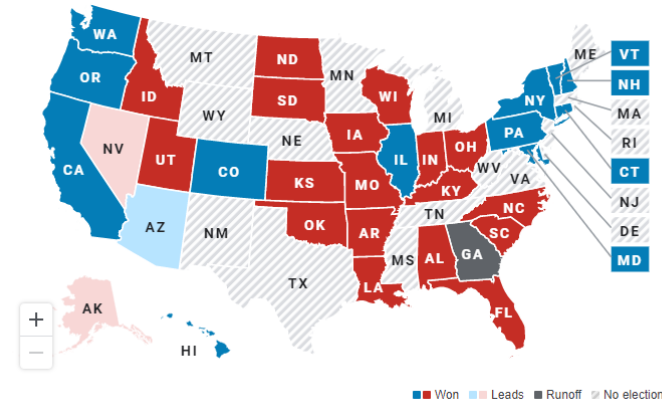 WA
ME
VT
MT
ND
MN
OR
NH
ID
SD
WI
NY
MA
WY
MI
RI
IA
PA
NE
CT
NV
OH
IL
IN
UT
CO
NJ
CA
WV
KS
MO
VA
DE
KY
NC
MD
TN
OK
AZ
NM
AR
SC
MS
AL
GA
TX
LA
AK
FL
+
HI
−
Won Leads Runoff No election